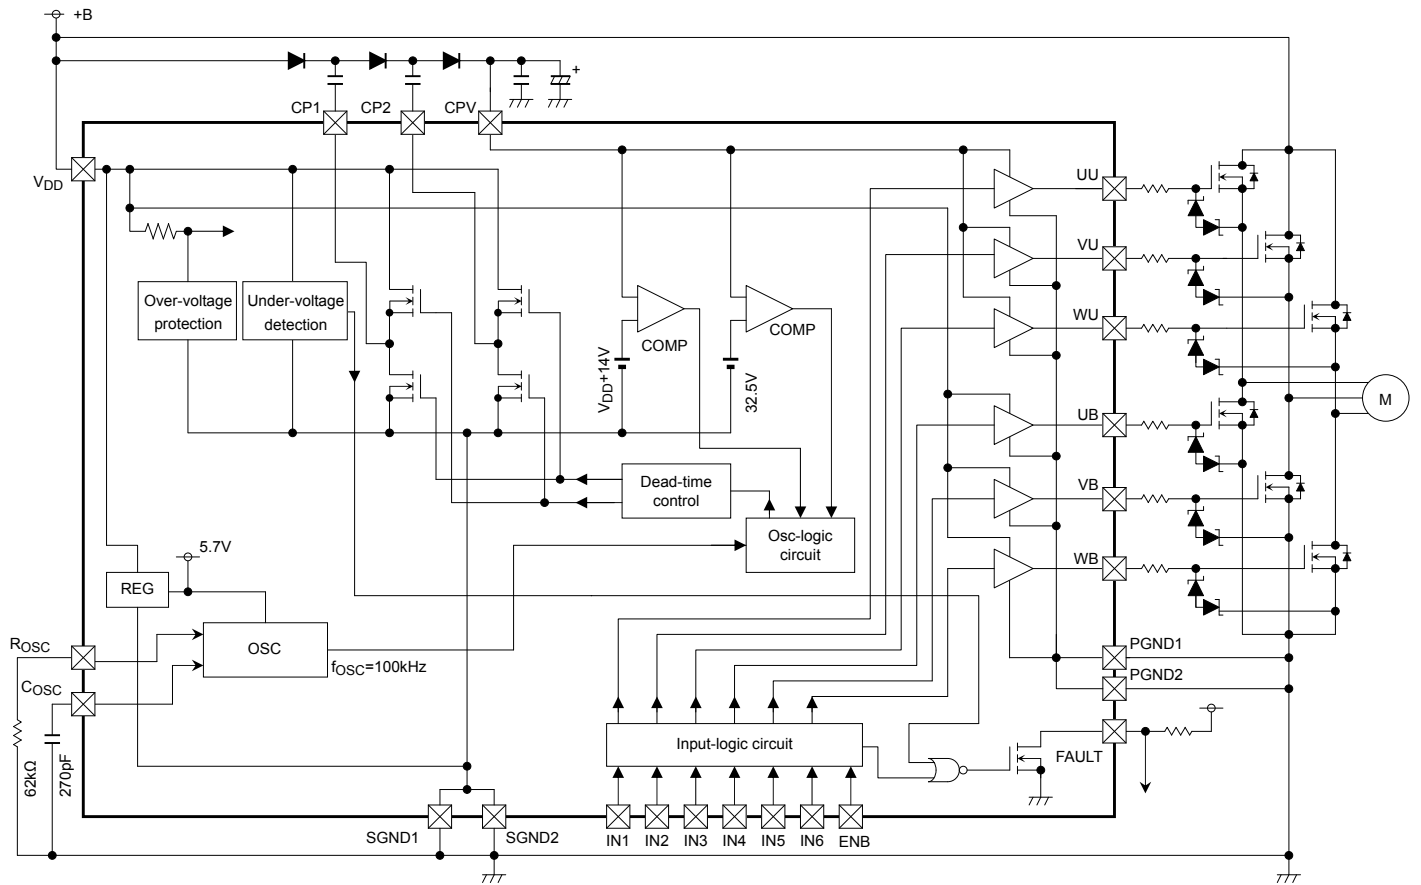 +B
+
CP1
CP2
CPV
VDD
UU
VU
WU
UB
VB
WB
Over-voltage
protection
Under-voltage
detection
COMP
COMP
VDD+14V
32.5V
M
Dead-time
control
Osc-logic
circuit
5.7V
REG
OSC
fOSC=100kHz
ROSC
COSC
62kΩ
270pF
PGND1
PGND2
Input-logic circuit
FAULT
SGND1
SGND2
IN1
IN2
IN3
IN4
IN5
IN6
ENB